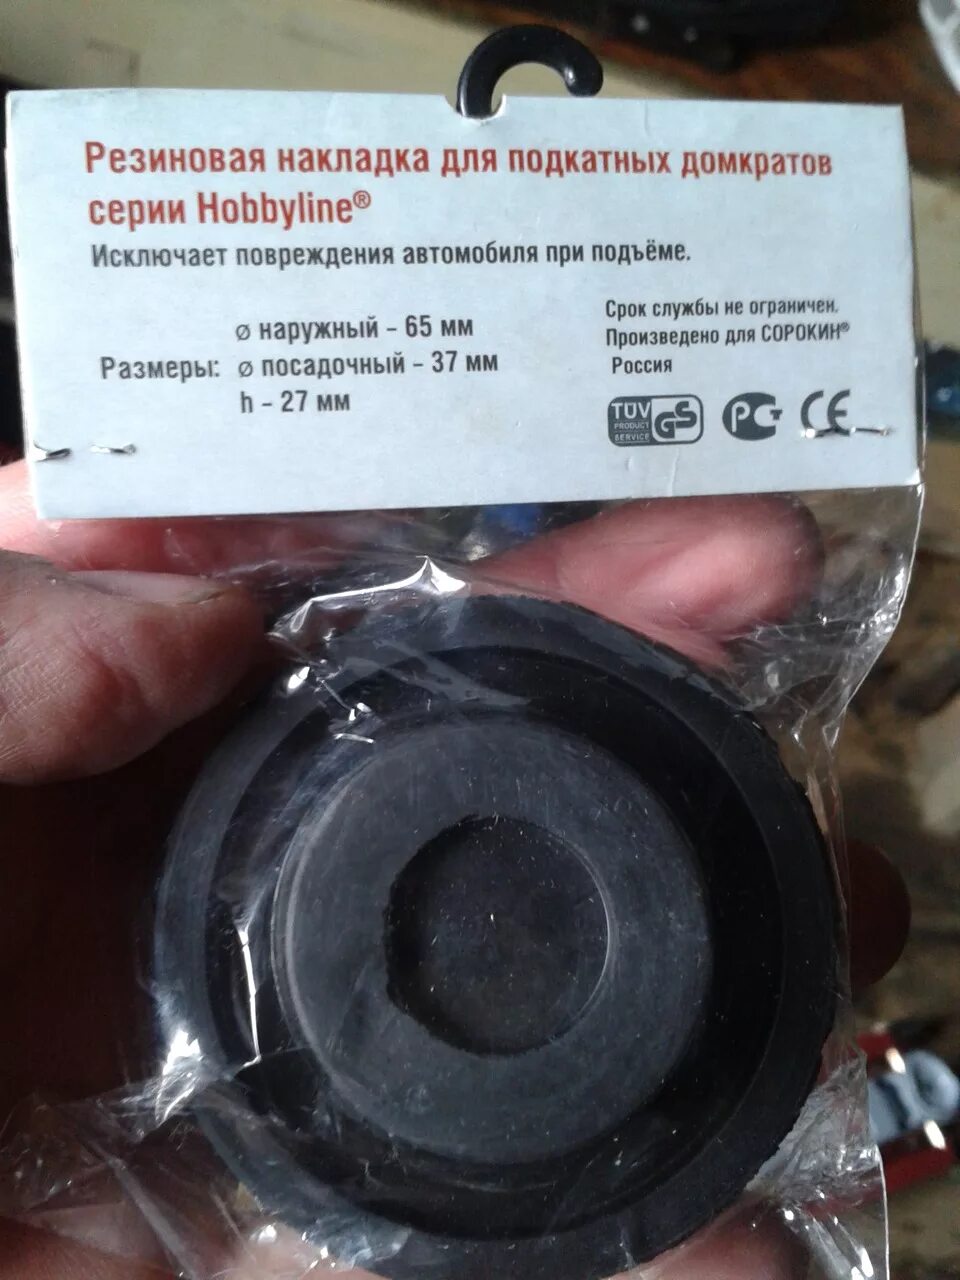 Резиновая накладка для подкатных домкратов
серии Hobbyline®
Исключает повреждения автомобиля при подъёме.
Размеры:
ø наружный – 65 мм
ø посадочный – 37 мм
h – 27 мм
Срок службы не ограничен.
Произведено для СОРОКИН®
Россия
TÜV
PRODUCT
SERVICE
GS
РСТ
CE